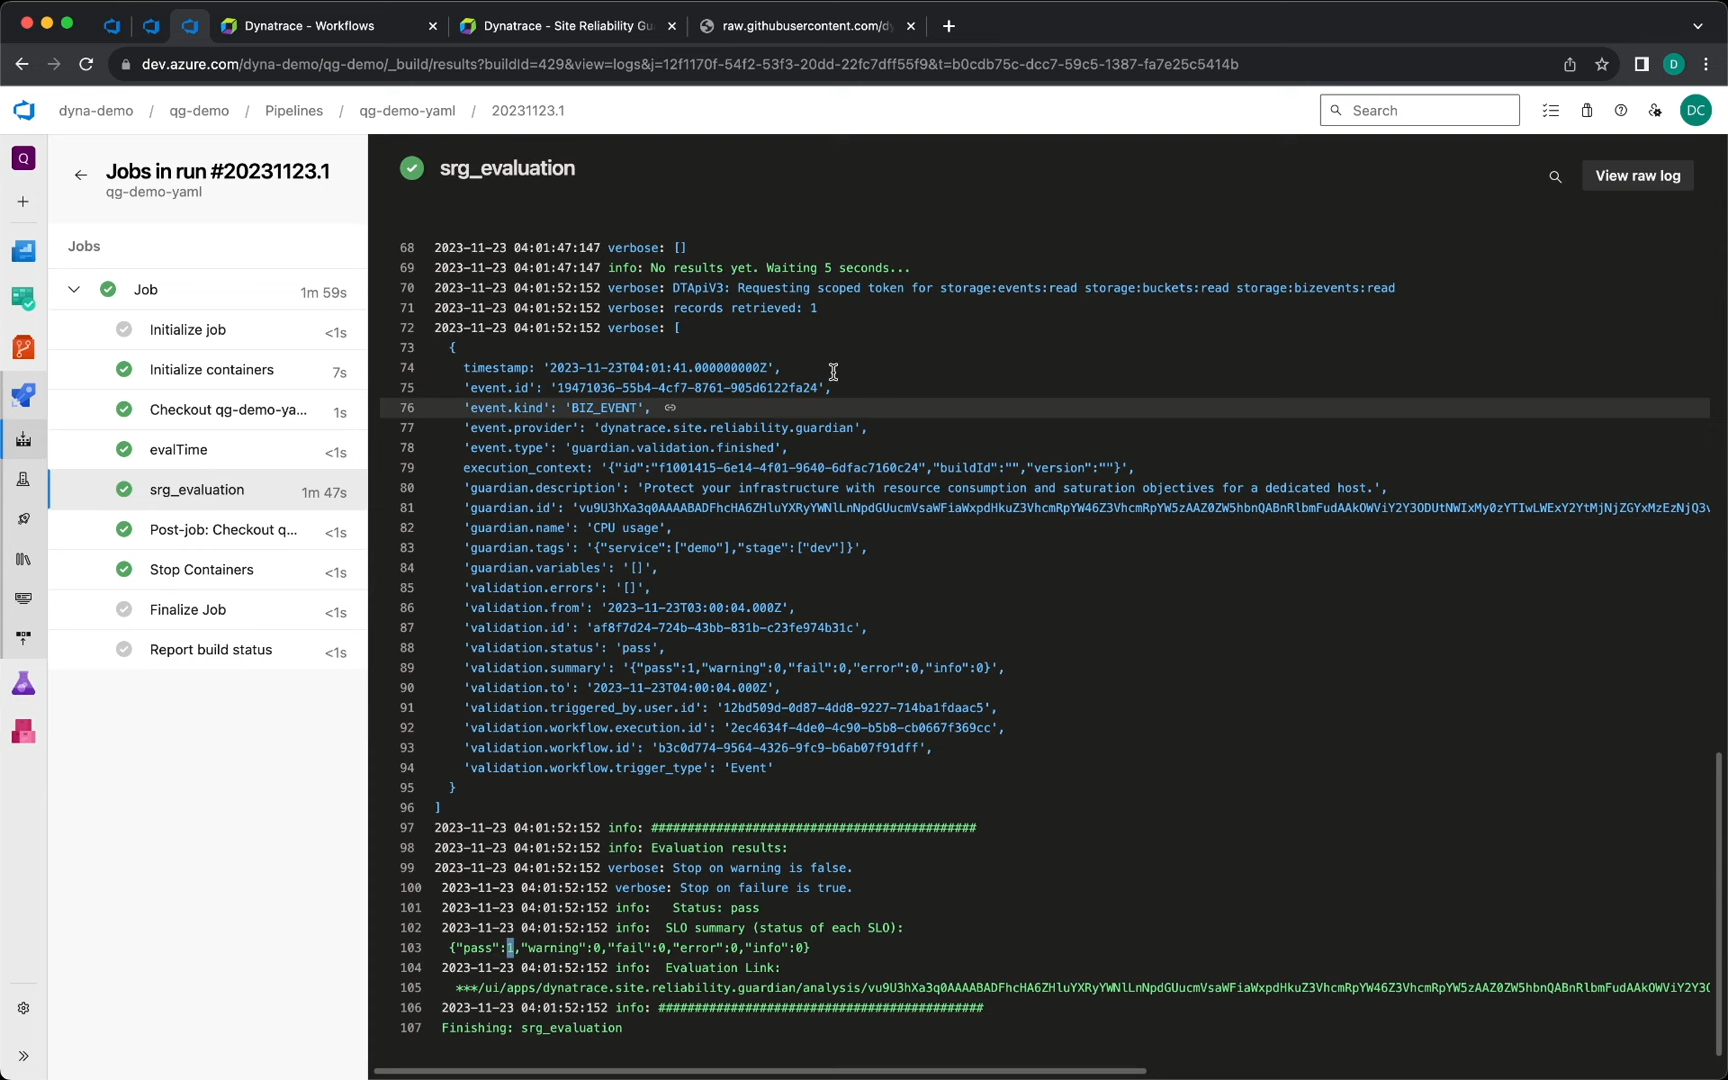 Dynatrace - Workflows
Dynatrace - Site Reliability Gu
raw.githubusercontent.com/dy
dev.azure.com/dyna-demo/qg-demo/_build/results?buildId=429&view=logs&j=12f1170f-54f2-53f3-20dd-22fc7dff55f9&t=b0cdb75c-dcc7-59c5-1387-fa7e25c5414b
D
dyna-demo / qg-demo / Pipelines / qg-demo-yaml / 20231123.1
Search
DC
Q
Jobs in run #20231123.1
qg-demo-yaml
Jobs
Job 1m 59s
Initialize job <1s
Initialize containers 7s
Checkout qg-demo-ya... 1s
evalTime <1s
srg_evaluation 1m 47s
Post-job: Checkout q... <1s
Stop Containers <1s
Finalize Job <1s
Report build status <1s
srg_evaluation
View raw log
68 2023-11-23 04:01:47:147 verbose: []
69 2023-11-23 04:01:47:147 info: No results yet. Waiting 5 seconds...
70 2023-11-23 04:01:52:152 verbose: DTApiV3: Requesting scoped token for storage:events:read storage:buckets:read storage:bizevents:read
71 2023-11-23 04:01:52:152 verbose: records retrieved: 1
72 2023-11-23 04:01:52:152 verbose: [
73 {
74 timestamp: '2023-11-23T04:01:41.000000000Z',
75 'event.id': '19471036-55b4-4cf7-8761-905d6122fa24',
76 'event.kind': 'BIZ_EVENT',
77 'event.provider': 'dynatrace.site.reliability.guardian',
78 'event.type': 'guardian.validation.finished',
79 execution_context: '{"id":"f1001415-6e14-4f01-9640-6dfac7160c24","buildId":"","version":""}',
80 'guardian.description': 'Protect your infrastructure with resource consumption and saturation objectives for a dedicated host.',
81 'guardian.id':
82 'guardian.name': 'CPU usage',
83 'guardian.tags': '{"service":["demo"],"stage":["dev"]}',
84 'guardian.variables': '[]',
85 'validation.errors': '[]',
86 'validation.from': '2023-11-23T03:00:04.000Z',
87 'validation.id': 'af8f7d24-724b-43bb-831b-c23fe974b31c',
88 'validation.status': 'pass',
89 'validation.summary': '{"pass":1,"warning":0,"fail":0,"error":0,"info":0}',
90 'validation.to': '2023-11-23T04:00:04.000Z',
91 'validation.triggered_by.user.id': '12bd509d-0d87-4dd8-9227-714ba1fdaac5',
92 'validation.workflow.execution.id': '2ec4634f-4de0-4c90-b5b8-cb0667f369cc',
93 'validation.workflow.id': 'b3c0d774-9564-4326-9fc9-b6ab07f91dff',
94 'validation.workflow.trigger_type': 'Event'
95 }
96 ]
97 2023-11-23 04:01:52:152 info: #############################################
98 2023-11-23 04:01:52:152 info: Evaluation results:
99 2023-11-23 04:01:52:152 verbose: Stop on warning is false.
100 2023-11-23 04:01:52:152 verbose: Stop on failure is true.
101 2023-11-23 04:01:52:152 info: Status: pass
102 2023-11-23 04:01:52:152 info: SLO summary (status of each SLO):
103 {"pass":1,"warning":0,"fail":0,"error":0,"info":0}
104 2023-11-23 04:01:52:152 info: Evaluation Link:
105
106 2023-11-23 04:01:52:152 info: #############################################
107 Finishing: srg_evaluation